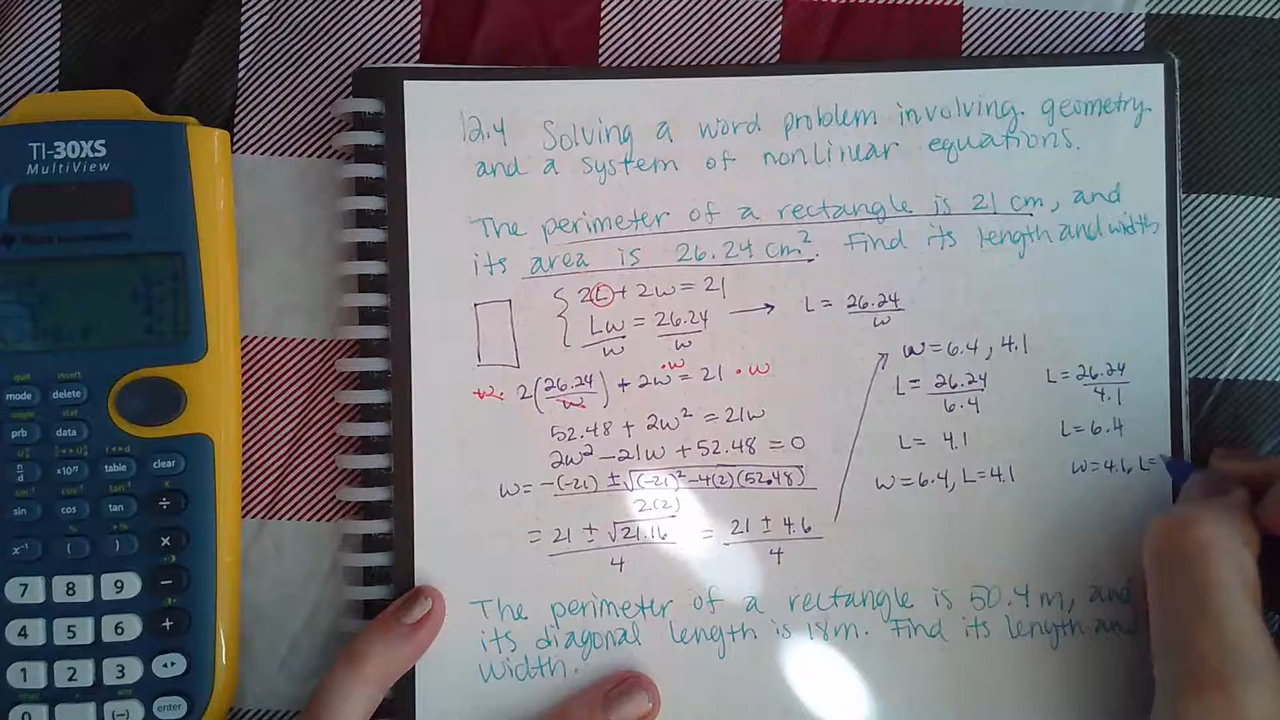 TI-30XS
MultiView
quit
insert
mode
delete
prb
data
table
clear
sin
cos
tan
7
8
9
4
5
6
1
2
3
enter
12.4 Solving a word problem involving. geometry
and a system of nonlinear equations.
The perimeter of a rectangle is 21 cm, and
its area is 26.24 cm². Find its length and width
2L + 2w = 21
Lw/w = 26.24/w → L = 26.24/w
w · 2(26.24/w) + 2w · w = 21 · w
52.48 + 2w² = 21w
2w² - 21w + 52.48 = 0
w = -(-21) ± √(-21)² - 4(2)(52.48) / 2(2)
= 21 ± √21.16 / 4 = 21 ± 4.6 / 4
w = 6.4, 4.1
L = 26.24/6.4
L = 4.1
w = 6.4, L = 4.1
L = 26.24/4.1
L = 6.4
w = 4.1, L =
The perimeter of a rectangle is 50.4 m, and
its diagonal length is 18m. Find its length and
width.